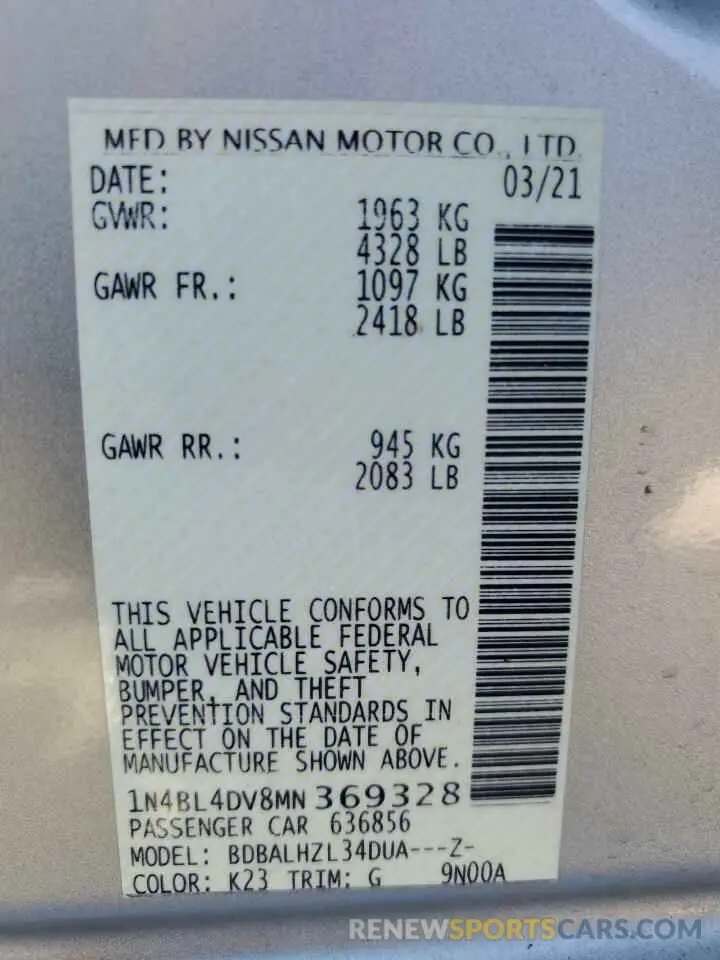 MFD BY NISSAN MOTOR CO., LTD.
DATE: 03/21
GVWR: 1963 KG
4328 LB
GAWR FR.: 1097 KG
2418 LB
GAWR RR.: 945 KG
2083 LB
THIS VEHICLE CONFORMS TO
ALL APPLICABLE FEDERAL
MOTOR VEHICLE SAFETY,
BUMPER, AND THEFT
PREVENTION STANDARDS IN
EFFECT ON THE DATE OF
MANUFACTURE SHOWN ABOVE.
1N4BL4DV8MN 369328
PASSENGER CAR 636856
MODEL: BDBALHZL34DUA---Z-
COLOR: K23 TRIM: G 9N00A
RENEWSPORTSCARS.COM